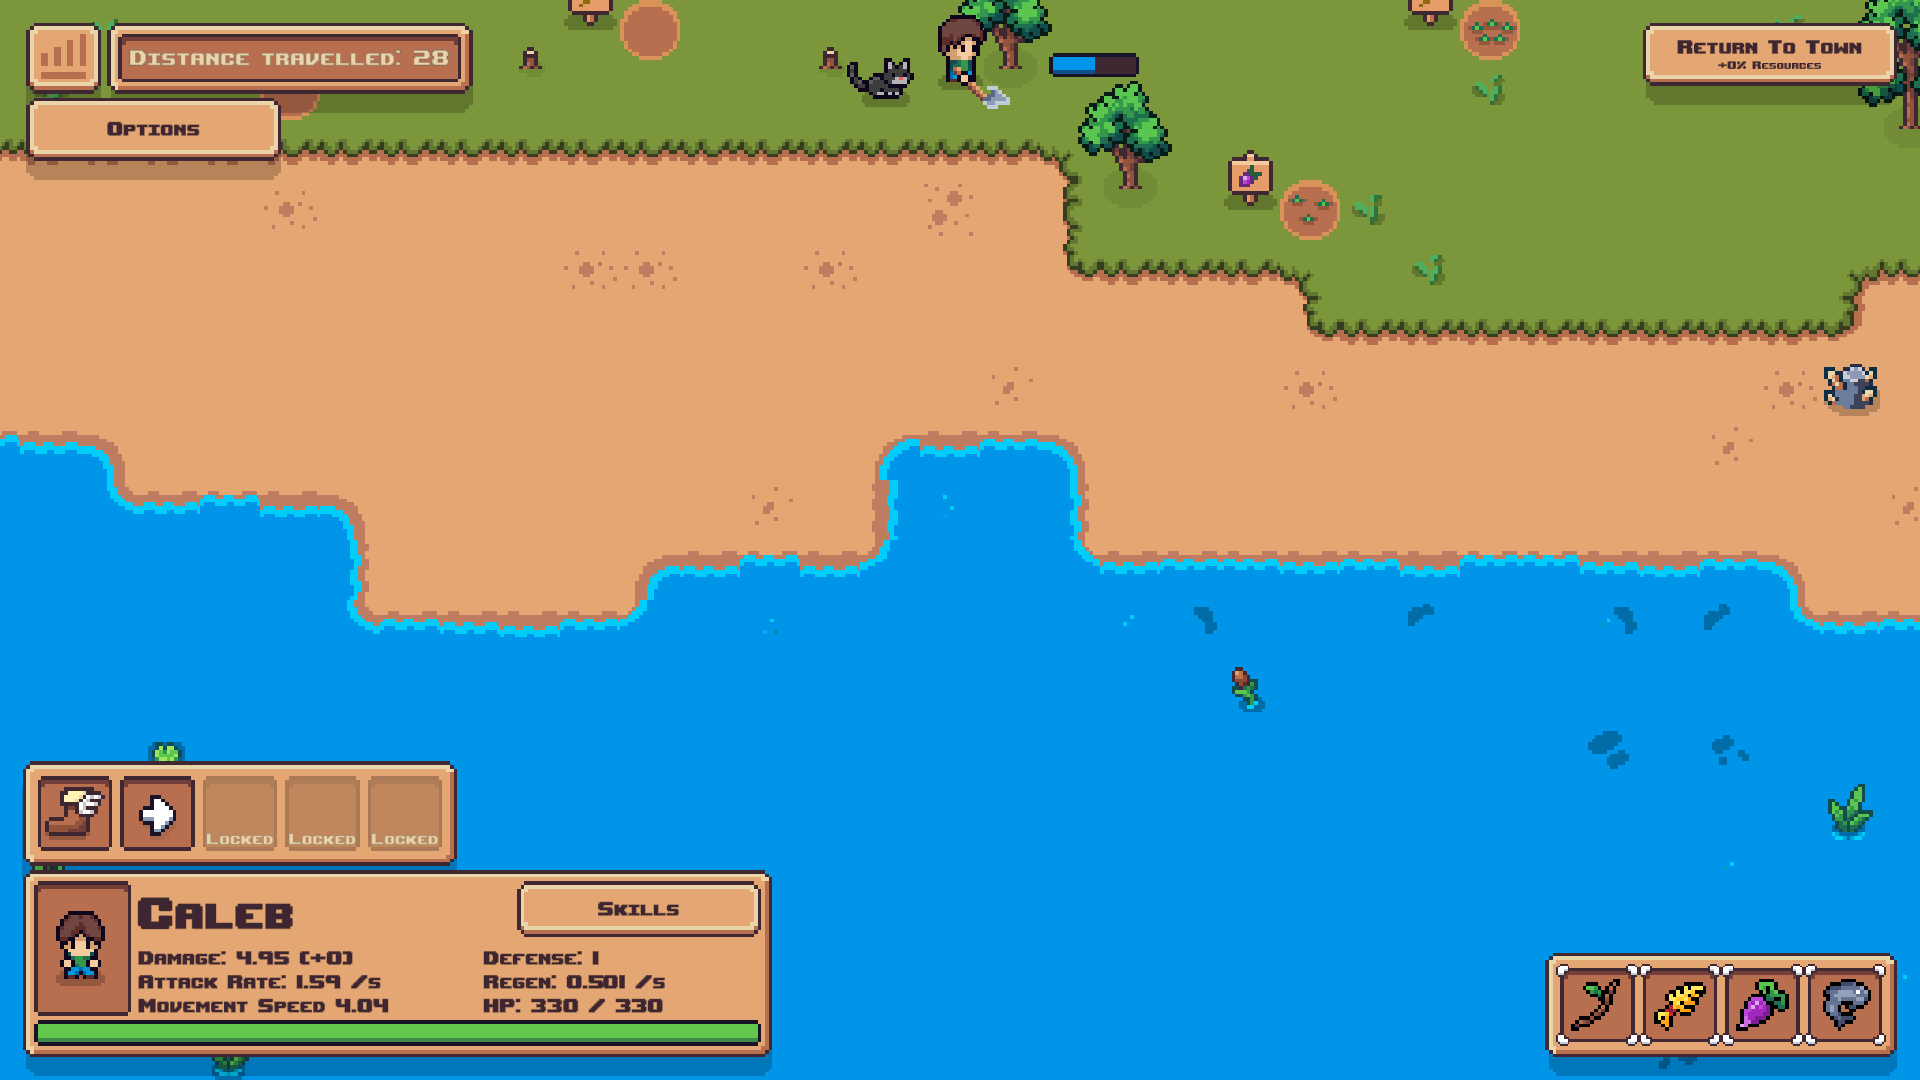 Distance travelled: 28
Options
Return To Town
+0% Resources
Locked
Locked
Locked
Caleb
Skills
Damage: 4.95 (+0)
Defense: 1
Attack Rate: 1.59 /s
Regen: 0.501 /s
Movement Speed 4.04
HP: 330 / 330